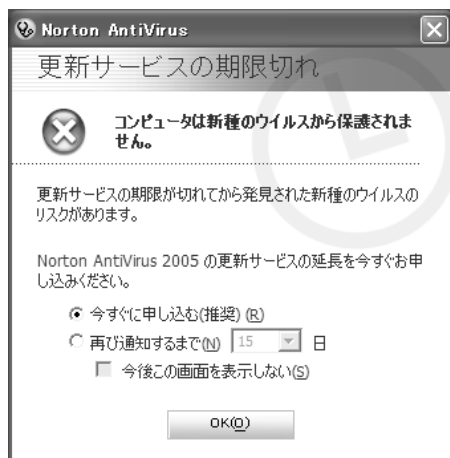 Norton AntiVirus
更新サービスの期限切れ
コンピュータは新種のウイルスから保護されま
せん。
更新サービスの期限が切れてから発見された新種のウイルスの
リスクがあります。
Norton AntiVirus 2005 の更新サービスの延長を今すぐお申
し込みください。
今すぐに申し込む(推奨) (R)
再び通知するまで(N) 15 日
今後この画面を表示しない(S)
OK(O)